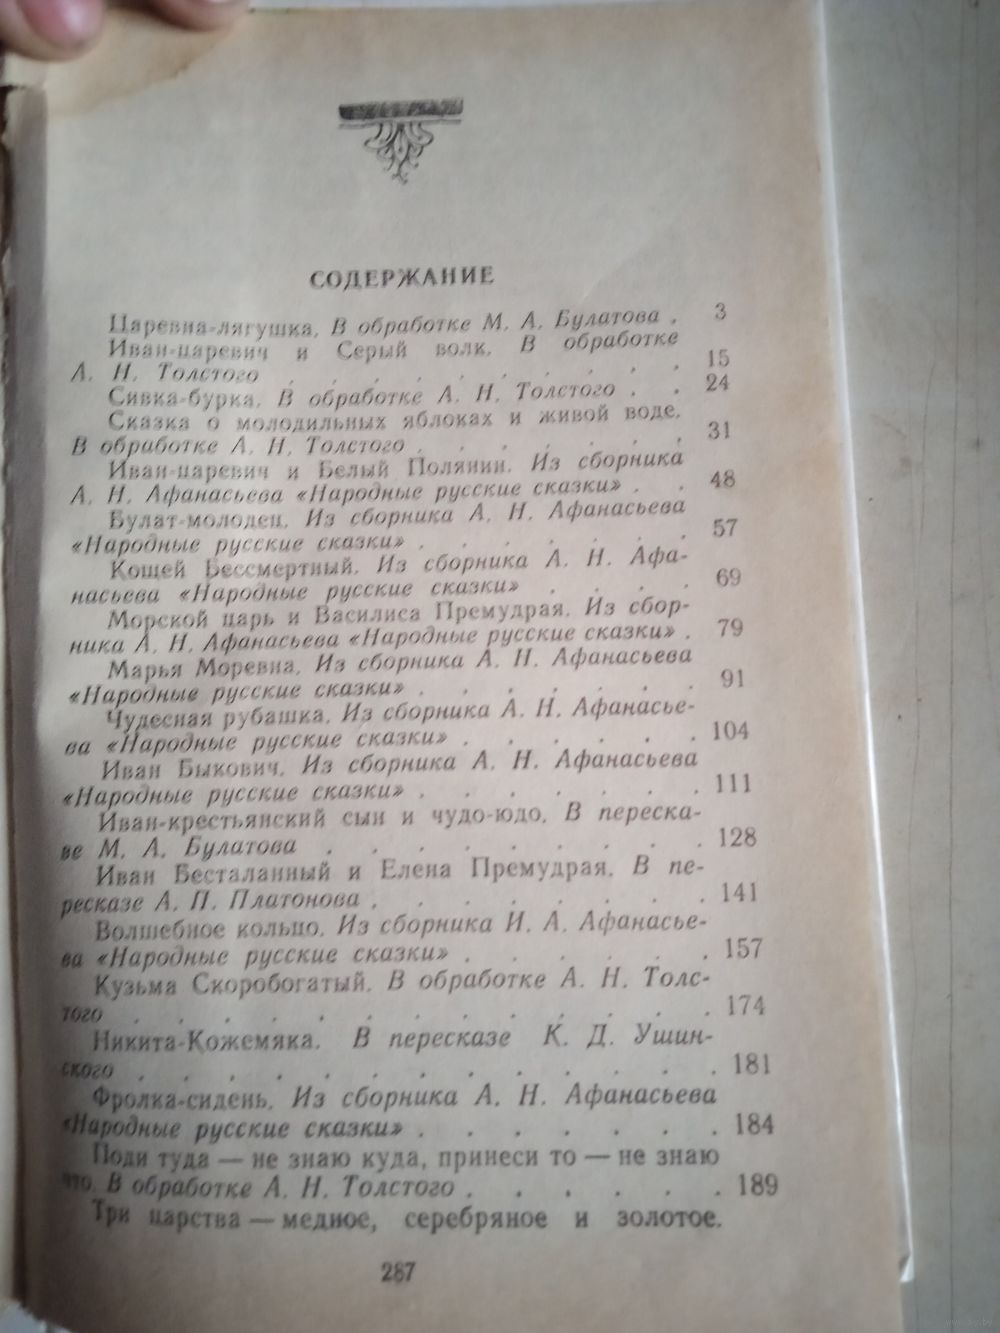 СОДЕРЖАНИЕ
Царевна-лягушка. В обработке М. А. Булатова . 3
Иван-царевич и Серый волк. В обработке
А. Н. Толстого . . . . . . . . . . 15
Сивка-бурка. В обработке А. Н. Толстого . . 24
Сказка о молодильных яблоках и живой воде.
В обработке А. Н. Толстого . . . . . . . 31
Иван-царевич и Белый Полянин. Из сборника
А. Н. Афанасьева «Народные русские сказки» . . 48
Булат-молодец. Из сборника А. Н. Афанасьева
«Народные русские сказки» . . . . . . . 57
Кощей Бессмертный. Из сборника А. Н. Афа-
насьева «Народные русские сказки» . . . . 69
Морской царь и Василиса Премудрая. Из сбор-
ника А. Н. Афанасьева «Народные русские сказки» . 79
Марья Моревна. Из сборника А. Н. Афанасьева
«Народные русские сказки» . . . . . . . 91
Чудесная рубашка. Из сборника А. Н. Афанасье-
ва «Народные русские сказки» . . . . . . 104
Иван Быкович. Из сборника А. Н. Афанасьева
«Народные русские сказки» . . . . . . . 111
Иван-крестьянский сын и чудо-юдо. В переска-
зе М. А. Булатова . . . . . . . . . 128
Иван Бесталанный и Елена Премудрая. В пе-
ресказе А. П. Платонова . . . . . . . . 141
Волшебное кольцо. Из сборника И. А. Афанасье-
ва «Народные русские сказки» . . . . . . 157
Кузьма Скоробогатый. В обработке А. Н. Толс-
того . . . . . . . . . . . . . 174
Никита-Кожемяка. В пересказе К. Д. Ушин-
ского . . . . . . . . . . . . . 181
Фролка-сидень. Из сборника А. Н. Афанасьева
«Народные русские сказки» . . . . . . . 184
Поди туда — не знаю куда, принеси то — не знаю
что. В обработке А. Н. Толстого . . . . . . 189
Три царства — медное, серебряное и золотое.
287